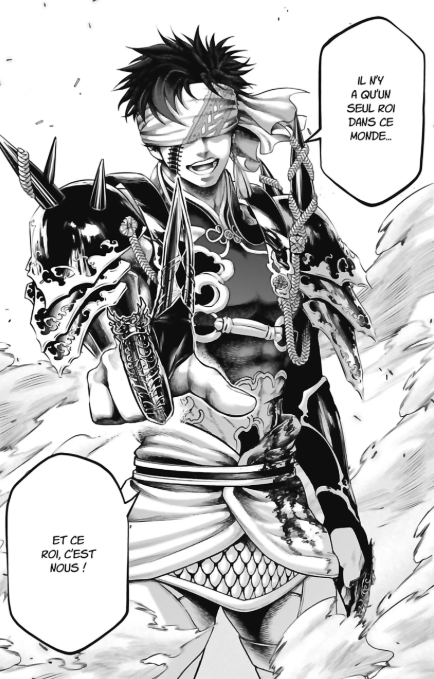 IL N'Y
A QU'UN
SEUL ROI
DANS CE
MONDE...
ET CE
ROI, C'EST
NOUS !